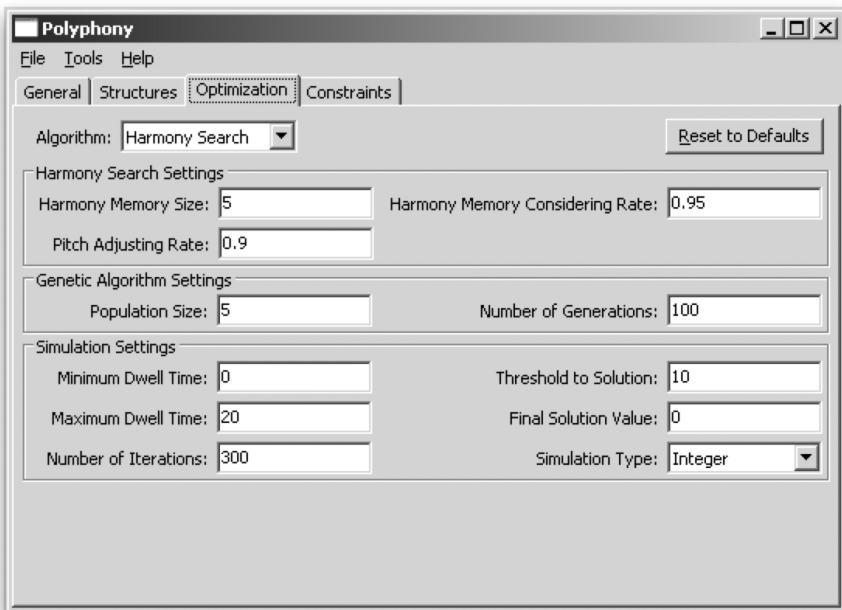 Polyphony
File Tools Help
General Structures Optimization Constraints
Algorithm: Harmony Search Reset to Defaults
Harmony Search Settings
Harmony Memory Size: 5 Harmony Memory Considering Rate: 0.95
Pitch Adjusting Rate: 0.9
Genetic Algorithm Settings
Population Size: 5 Number of Generations: 100
Simulation Settings
Minimum Dwell Time: 0 Threshold to Solution: 10
Maximum Dwell Time: 20 Final Solution Value: 0
Number of Iterations: 300 Simulation Type: Integer